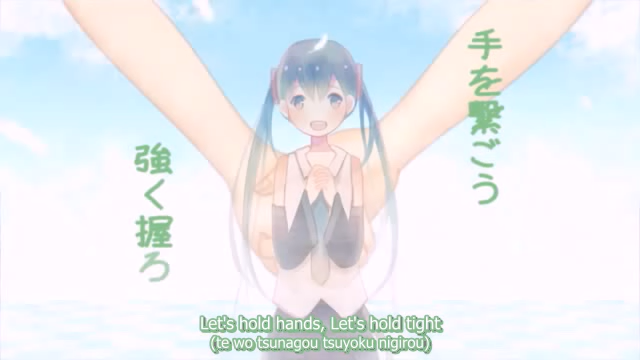 手を繋ごう
強く握ろ
Let's hold hands, Let's hold tight
(te wo tsunagou tsuyoku nigirou)